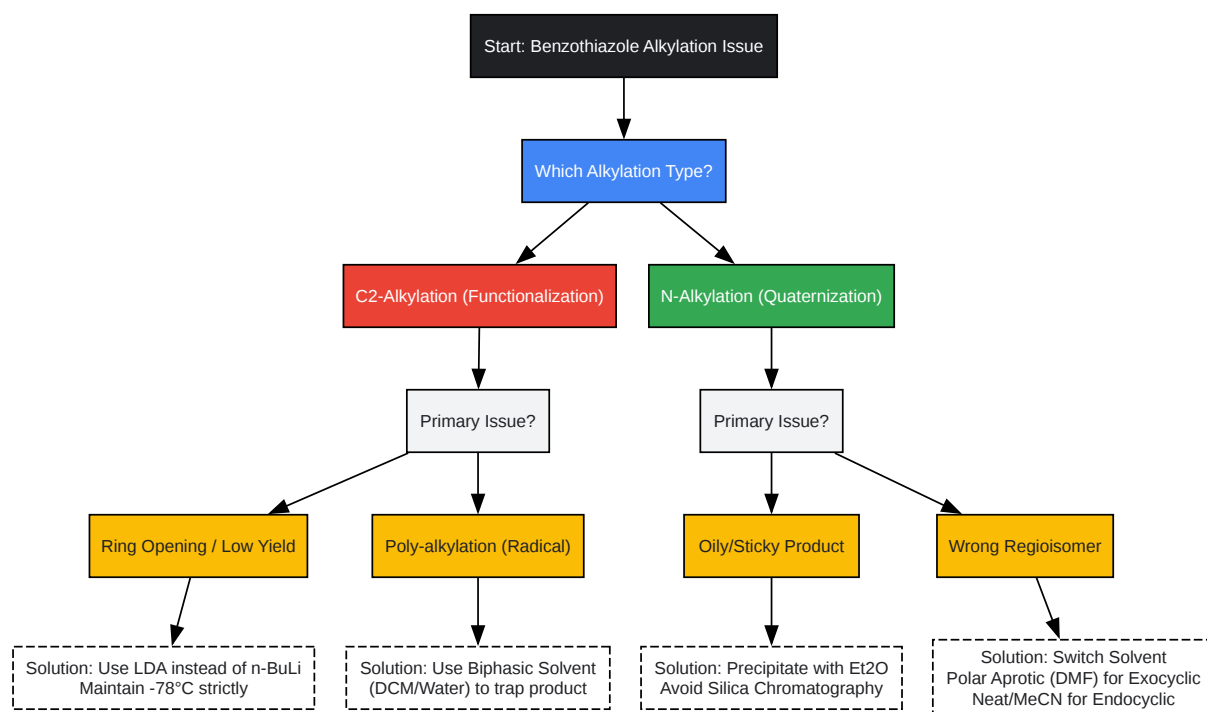 Start: Benzothiazole Alkylation Issue
Which Alkylation Type?
C2-Alkylation (Functionalization)
N-Alkylation (Quaternization)
Primary Issue?
Primary Issue?
Ring Opening / Low Yield
Poly-alkylation (Radical)
Oily/Sticky Product
Wrong Regioisomer
Solution: Use LDA instead of n-BuLi
Maintain -78°C strictly
Solution: Use Biphasic Solvent
(DCM/Water) to trap product
Solution: Precipitate with Et2O
Avoid Silica Chromatography
Solution: Switch Solvent
Polar Aprotic (DMF) for Exocyclic
Neat/MeCN for Endocyclic